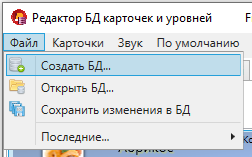 Редактор БД карточек и уровней
Файл Карточки Звук По умолчанию
Создать БД...
Открыть БД...
Сохранить изменения в БД
Последние...